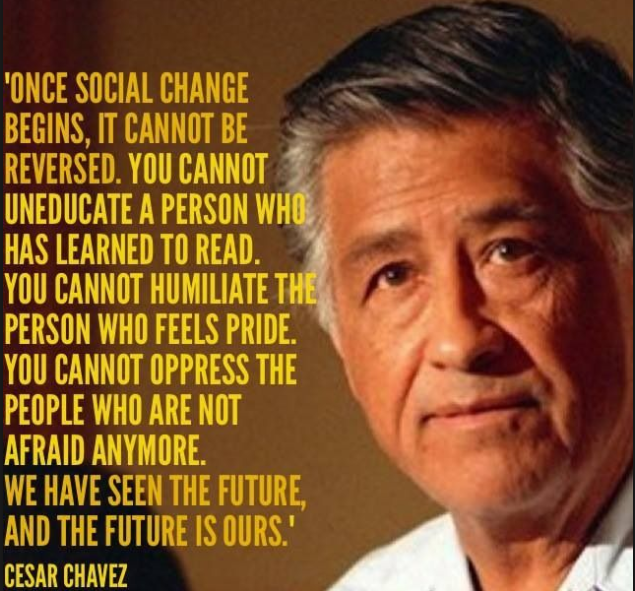 'ONCE SOCIAL CHANGE
BEGINS, IT CANNOT BE
REVERSED. YOU CANNOT
UNEDUCATE A PERSON WHO
HAS LEARNED TO READ.
YOU CANNOT HUMILIATE THE
PERSON WHO FEELS PRIDE.
YOU CANNOT OPPRESS THE
PEOPLE WHO ARE NOT
AFRAID ANYMORE.
WE HAVE SEEN THE FUTURE,
AND THE FUTURE IS OURS.'
CESAR CHAVEZ